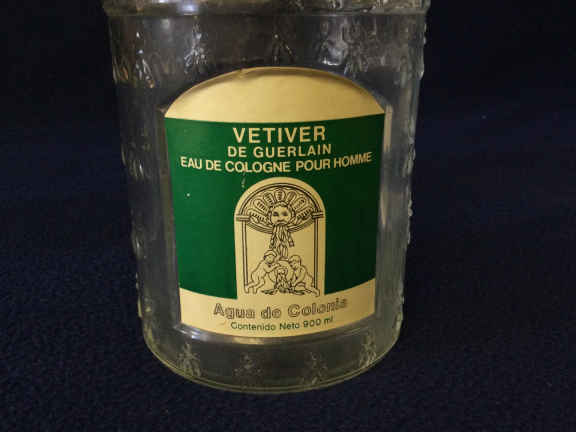 VETIVER
DE GUERLAIN
EAU DE COLOGNE POUR HOMME
Agua de Colonia
Contenido Neto 900 ml